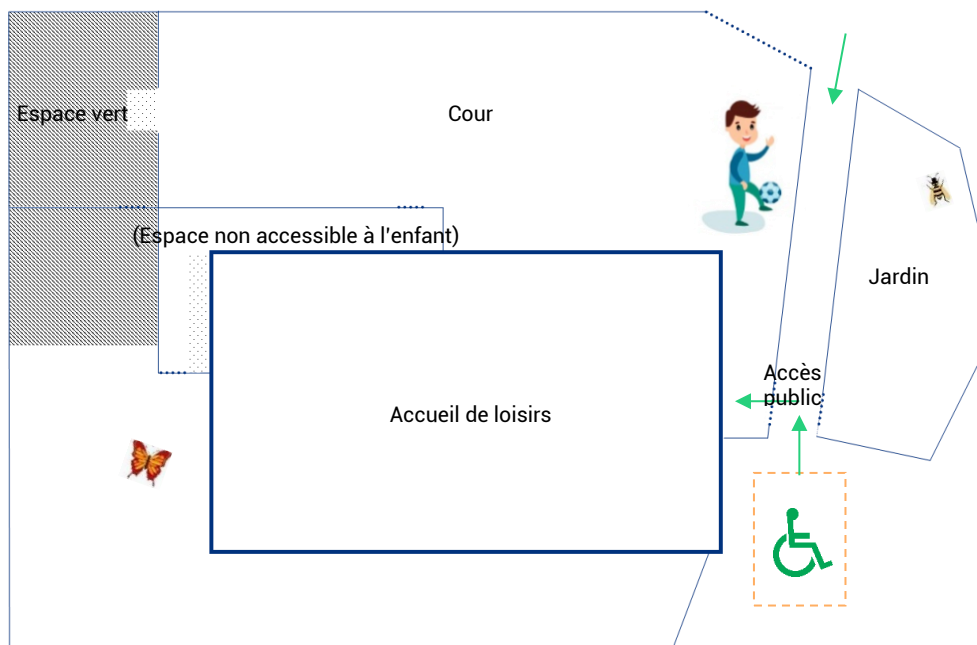 Espace vert
Cour
(Espace non accessible à l'enfant)
Jardin
Accès
public
Accueil de loisirs